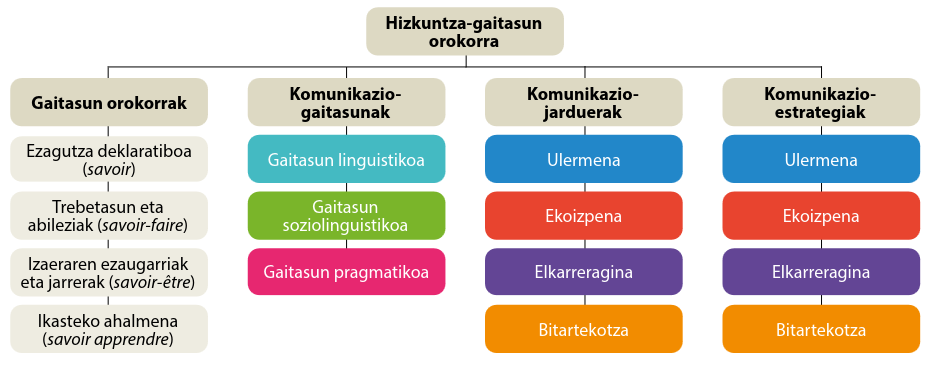 Hizkuntza-gaitasun
orokorra
Gaitasun orokorrak
Ezagutza deklaratiboa
(savoir)
Trebetasun eta
abileziak (savoir-faire)
Izaeraren ezaugarriak
eta jarrerak (savoir-être)
Ikasteko ahalmena
(savoir apprendre)
Komunikazio-
gaitasunak
Gaitasun linguistikoa
Gaitasun
soziolinguistikoa
Gaitasun pragmatikoa
Komunikazio-
jarduerak
Ulermena
Ekoizpena
Elkarreragina
Bitartekotza
Komunikazio-
estrategiak
Ulermena
Ekoizpena
Elkarreragina
Bitartekotza